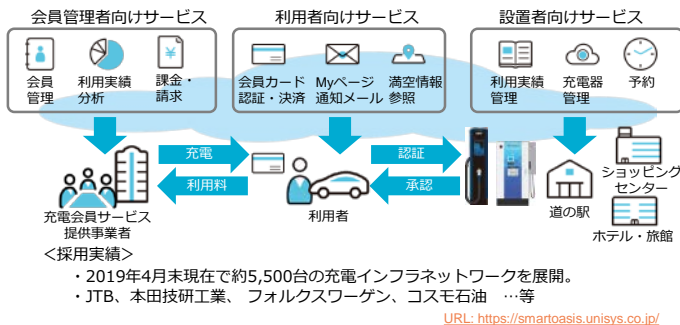 会員管理者向けサービス
利用者向けサービス
設置者向けサービス
会員
管理
利用実績
分析
課金・
請求
会員カード
認証・決済
Myページ
通知メール
満空情報
参照
利用実績
管理
充電器
管理
予約
充電
利用料
認証
承認
充電会員サービス
提供事業者
利用者
道の駅
ショッピング
センター
ホテル・旅館
＜採用実績＞
・2019年4月末現在で約5,500台の充電インフラネットワークを展開。
・JTB、本田技研工業、 フォルクスワーゲン、コスモ石油 …等
URL: https://smartoasis.unisys.co.jp/